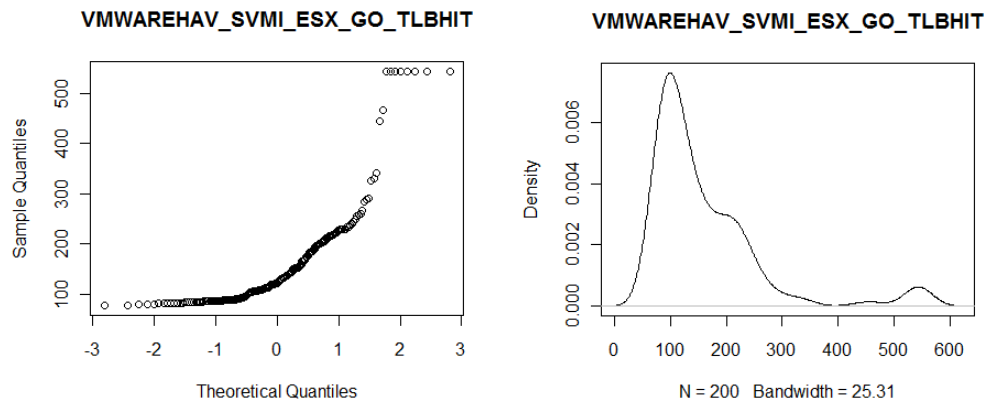 VMWAREHAV_SVMI_ESX_GO_TLBHIT
Sample Quantiles
500
400
300
200
100
-3 -2 -1 0 1 2 3
Theoretical Quantiles
VMWAREHAV_SVMI_ESX_GO_TLBHIT
Density
0.006
0.004
0.002
0.000
0 100 200 300 400 500 600
N = 200 Bandwidth = 25.31